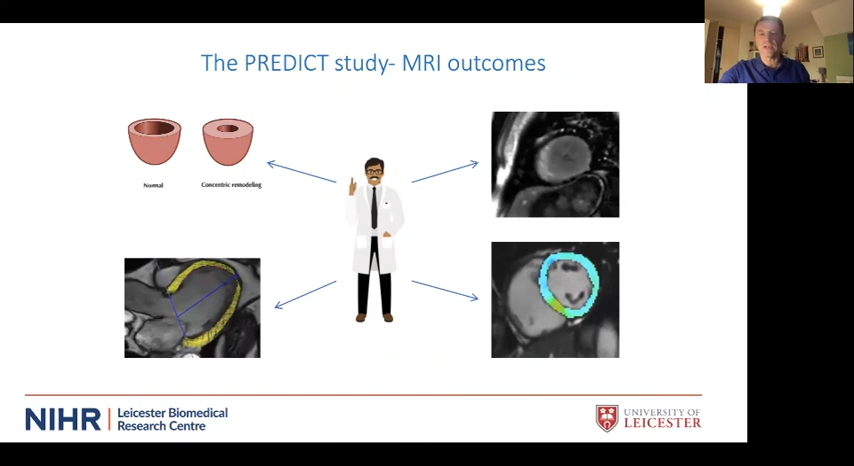 The PREDICT study- MRI outcomes
Normal
Concentric remodeling
NIHR
Leicester Biomedical
Research Centre
UNIVERSITY OF
LEICESTER